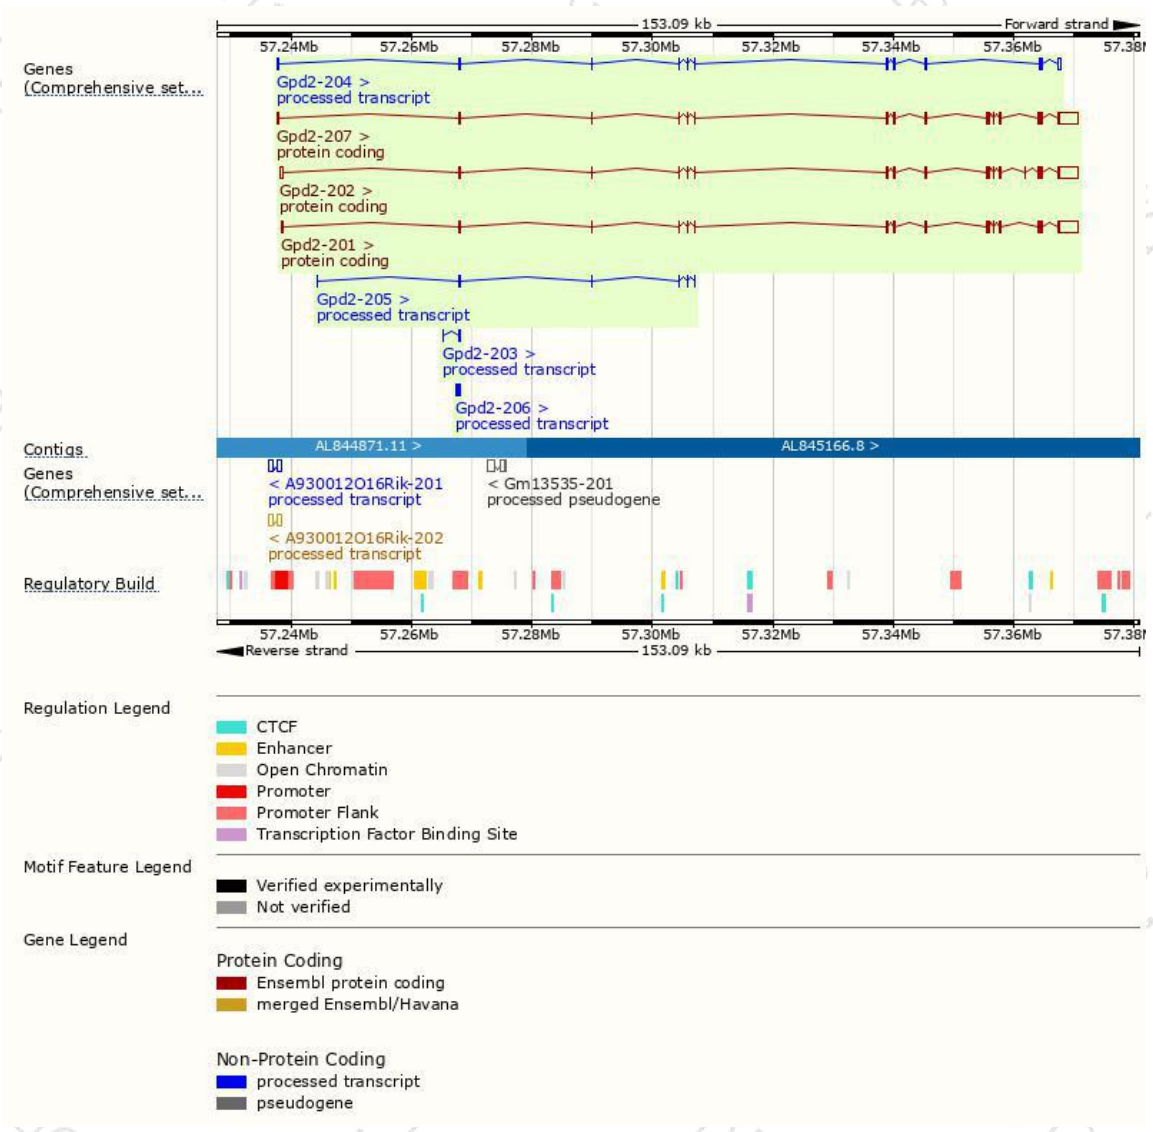 153.09 kb Forward strand
57.24Mb 57.26Mb 57.28Mb 57.30Mb 57.32Mb 57.34Mb 57.36Mb
Genes
(Comprehensive set...
Gpd2-204 >
processed transcript
Gpd2-207 >
protein coding
Gpd2-202 >
protein coding
Gpd2-201 >
protein coding
Gpd2-205 >
processed transcript
Gpd2-203 >
processed transcript
Gpd2-206 >
processed transcript
Contigs
AL844871.11 > AL845166.8 >
Genes
(Comprehensive set...
< A930012O16Rik-201 < Gm13535-201
processed transcript processed pseudogene
< A930012O16Rik-202
processed transcript
Regulatory Build
57.24Mb 57.26Mb 57.28Mb 57.30Mb 57.32Mb 57.34Mb 57.36Mb
Reverse strand 153.09 kb
Regulation Legend
CTCF
Enhancer
Open Chromatin
Promoter
Promoter Flank
Transcription Factor Binding Site
Motif Feature Legend
Verified experimentally
Not verified
Gene Legend
Protein Coding
Ensembl protein coding
merged Ensembl/Havana
Non-Protein Coding
processed transcript
pseudogene